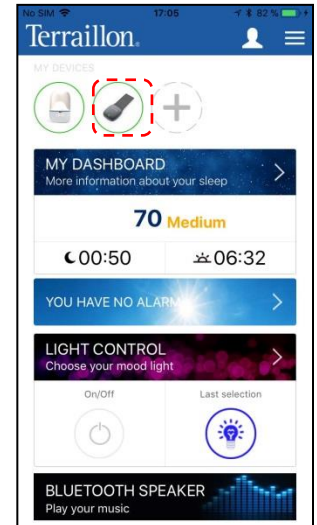 No SIM 17:05 82 %
Terraillon.
MY DEVICES
MY DASHBOARD
More information about your sleep
70 Medium
00:50 06:32
YOU HAVE NO ALARM
LIGHT CONTROL
Choose your mood light
On/Off Last selection
BLUETOOTH SPEAKER
Play your music